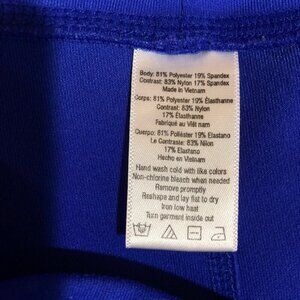 Body: 81% Polyester 19% Spandex
Contrast: 83% Nylon 17% Spandex
Made in Vietnam
Corps: 81% Polyester 19% Élasthanne
Contraste: 83% Nylon
17% Élasthanne
Fabriqué au Viêt nam
Cuerpo: 81% Poliéster 19% Elastano
Contraste: 83% Nilon
17% Elastano
Hecho en Vietnam
Hand wash cold with like colors
Non-chlorine bleach when needed
Remove promptly
Reshape and lay flat to dry
Iron low heat
Turn garment inside out